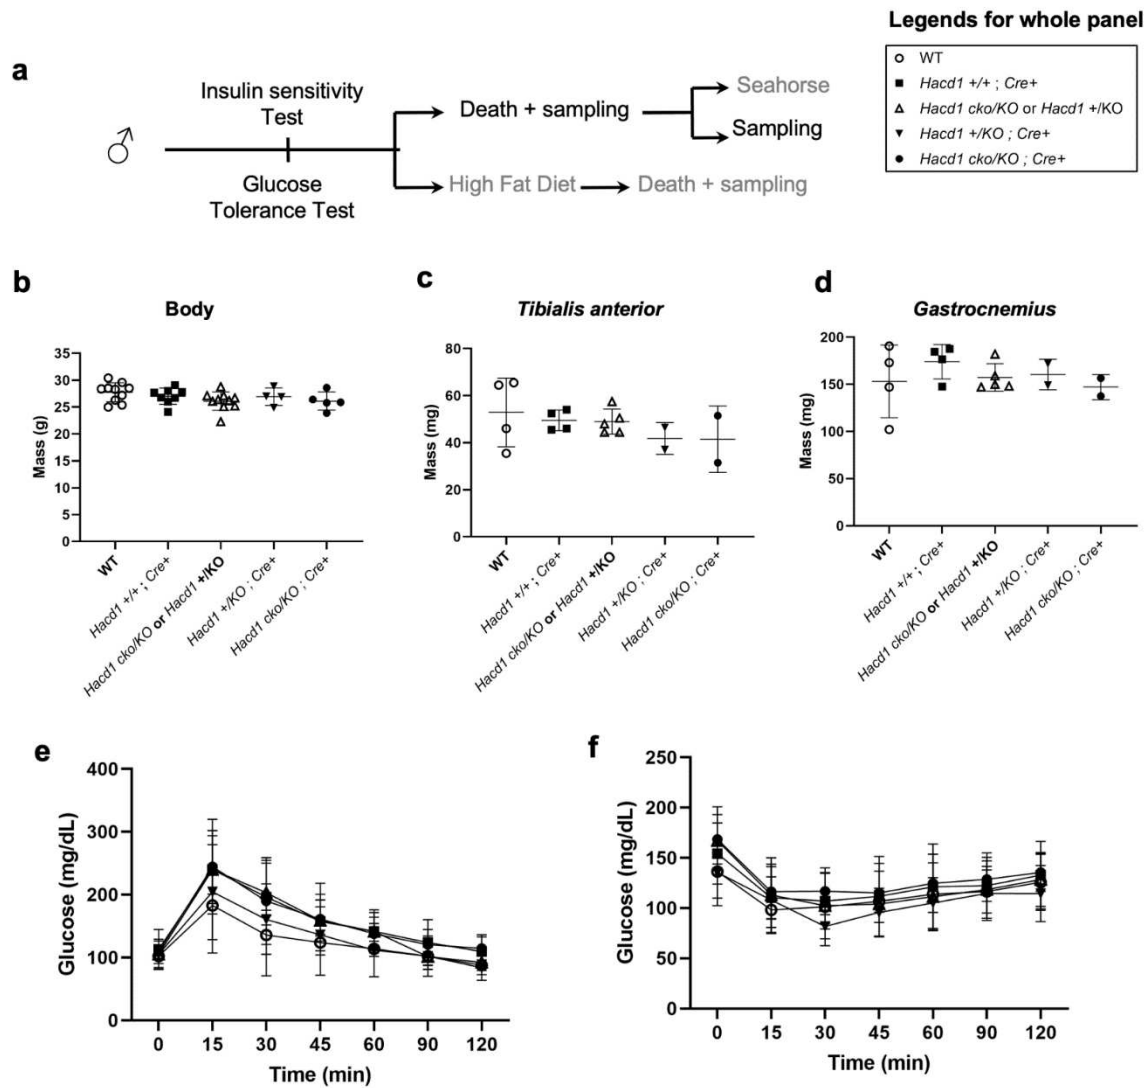 Legends for whole panel
WT
Hacd1 +/+ ; Cre+
Hacd1 cko/KO or Hacd1 +/KO
Hacd1 +/KO ; Cre+
Hacd1 cko/KO ; Cre+
a
♂
Insulin sensitivity
Test
Glucose
Tolerance Test
Death + sampling
Seahorse
Sampling
High Fat Diet
Death + sampling
b
Body
Mass (g)
35
30
25
20
15
10
5
0
WT
Hacd1 +/+ ; Cre+
Hacd1 cko/KO or Hacd1 +/KO
Hacd1 +/KO ; Cre+
Hacd1 cko/KO ; Cre+
c
Tibialis anterior
Mass (mg)
80
60
40
20
0
WT
Hacd1 +/+ ; Cre+
Hacd1 cko/KO or Hacd1 +/KO
Hacd1 +/KO ; Cre+
Hacd1 cko/KO ; Cre+
d
Gastrocnemius
Mass (mg)
200
150
100
50
0
WT
Hacd1 +/+ ; Cre+
Hacd1 cko/KO or Hacd1 +/KO
Hacd1 +/KO ; Cre+
Hacd1 cko/KO ; Cre+
e
Glucose (mg/dL)
400
300
200
100
0
0 15 30 45 60 90 120
Time (min)
f
Glucose (mg/dL)
250
200
150
100
50
0
0 15 30 45 60 90 120
Time (min)